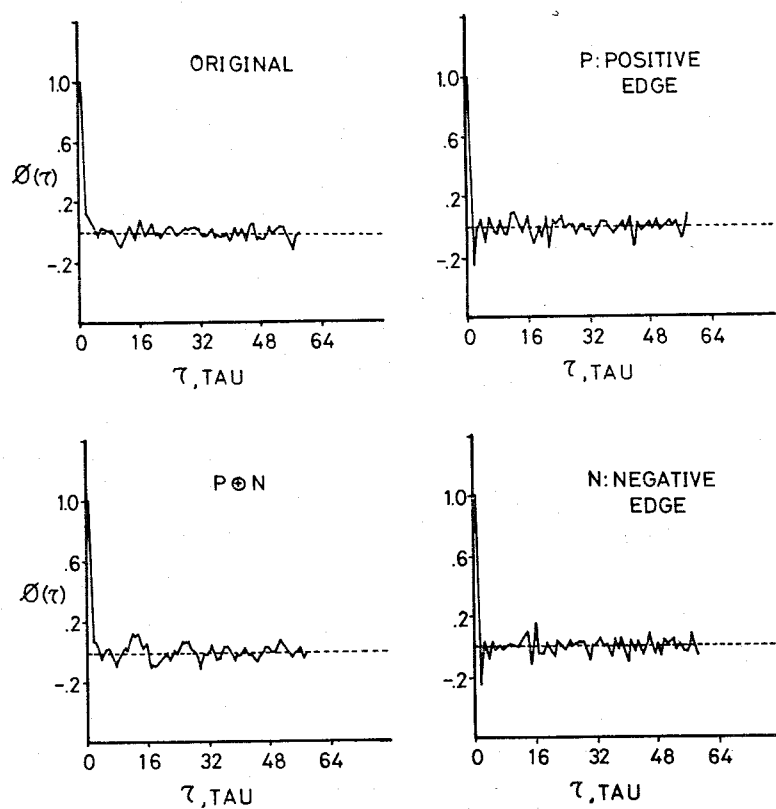 ORIGINAL
1.0
.6
Ø(τ)
.2
-.2
0 16 32 48 64
τ, TAU
P: POSITIVE
EDGE
1.0
.6
.2
-.2
0 16 32 48 64
τ, TAU
P ⊕ N
1.0
.6
Ø(τ)
.2
-.2
0 16 32 48 64
τ, TAU
N: NEGATIVE
EDGE
1.0
.6
.2
-.2
0 16 32 48 64
τ, TAU